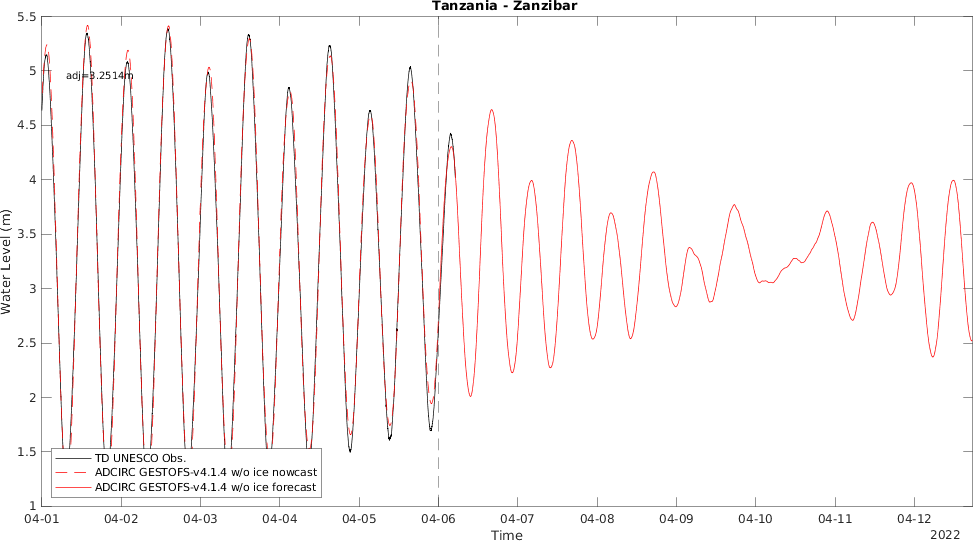 Tanzania - Zanzibar
5.5
5
4.5
4
3.5
3
2.5
2
1.5
1
Water Level (m)
adj=3.2514m
TD UNESCO Obs.
ADCIRC GESTOFS-v4.1.4 w/o ice nowcast
ADCIRC GESTOFS-v4.1.4 w/o ice forecast
04-01 04-02 04-03 04-04 04-05 04-06 04-07 04-08 04-09 04-10 04-11 04-12
Time
2022